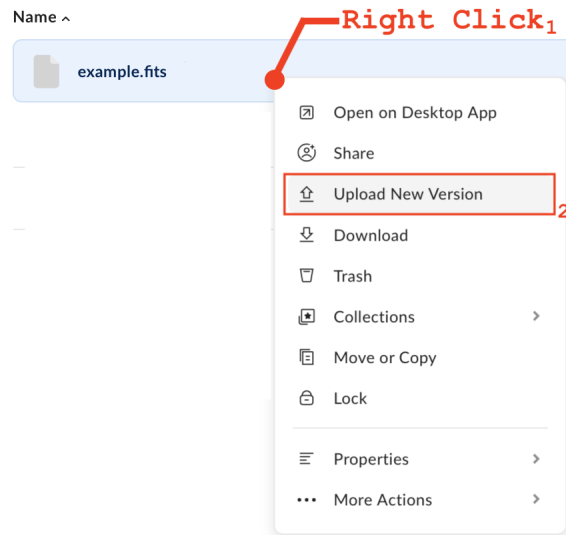 Name
Right Click1
example.fits
Open on Desktop App
Share
Upload New Version
2
Download
Trash
Collections
Move or Copy
Lock
Properties
More Actions